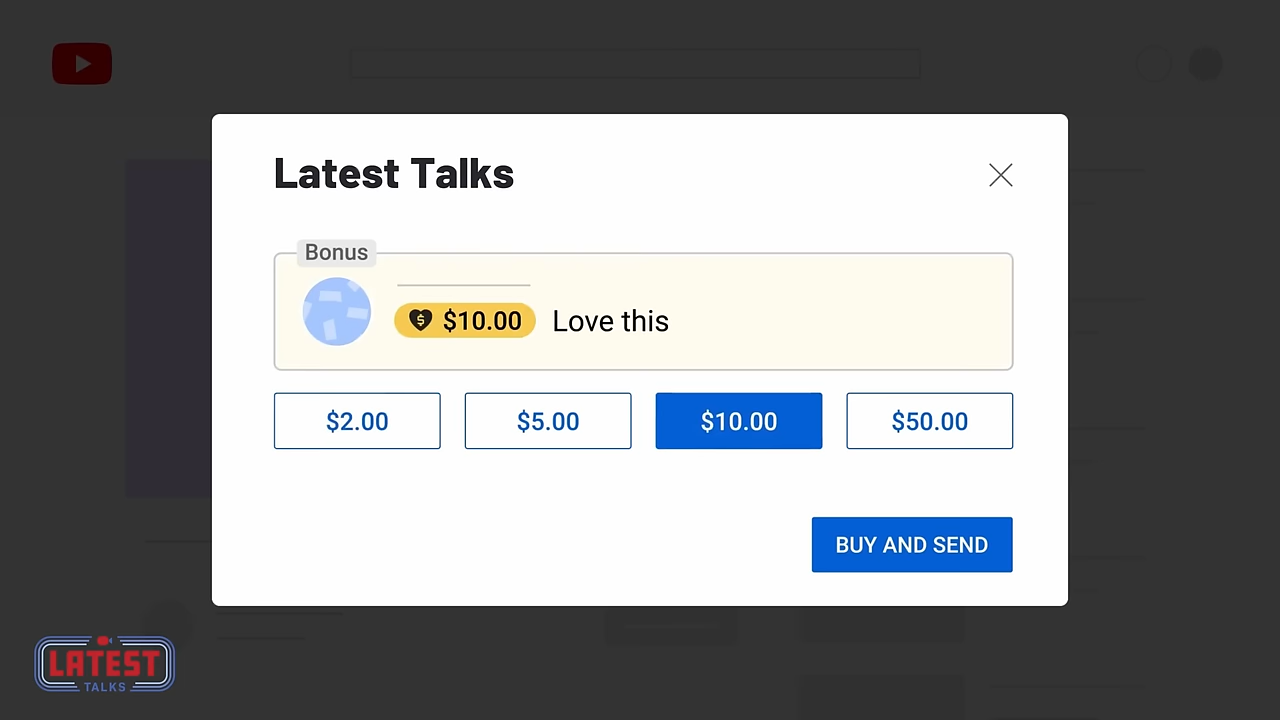 Latest Talks
Bonus
$10.00 Love this
$2.00 $5.00 $10.00 $50.00
BUY AND SEND
LATEST
TALKS